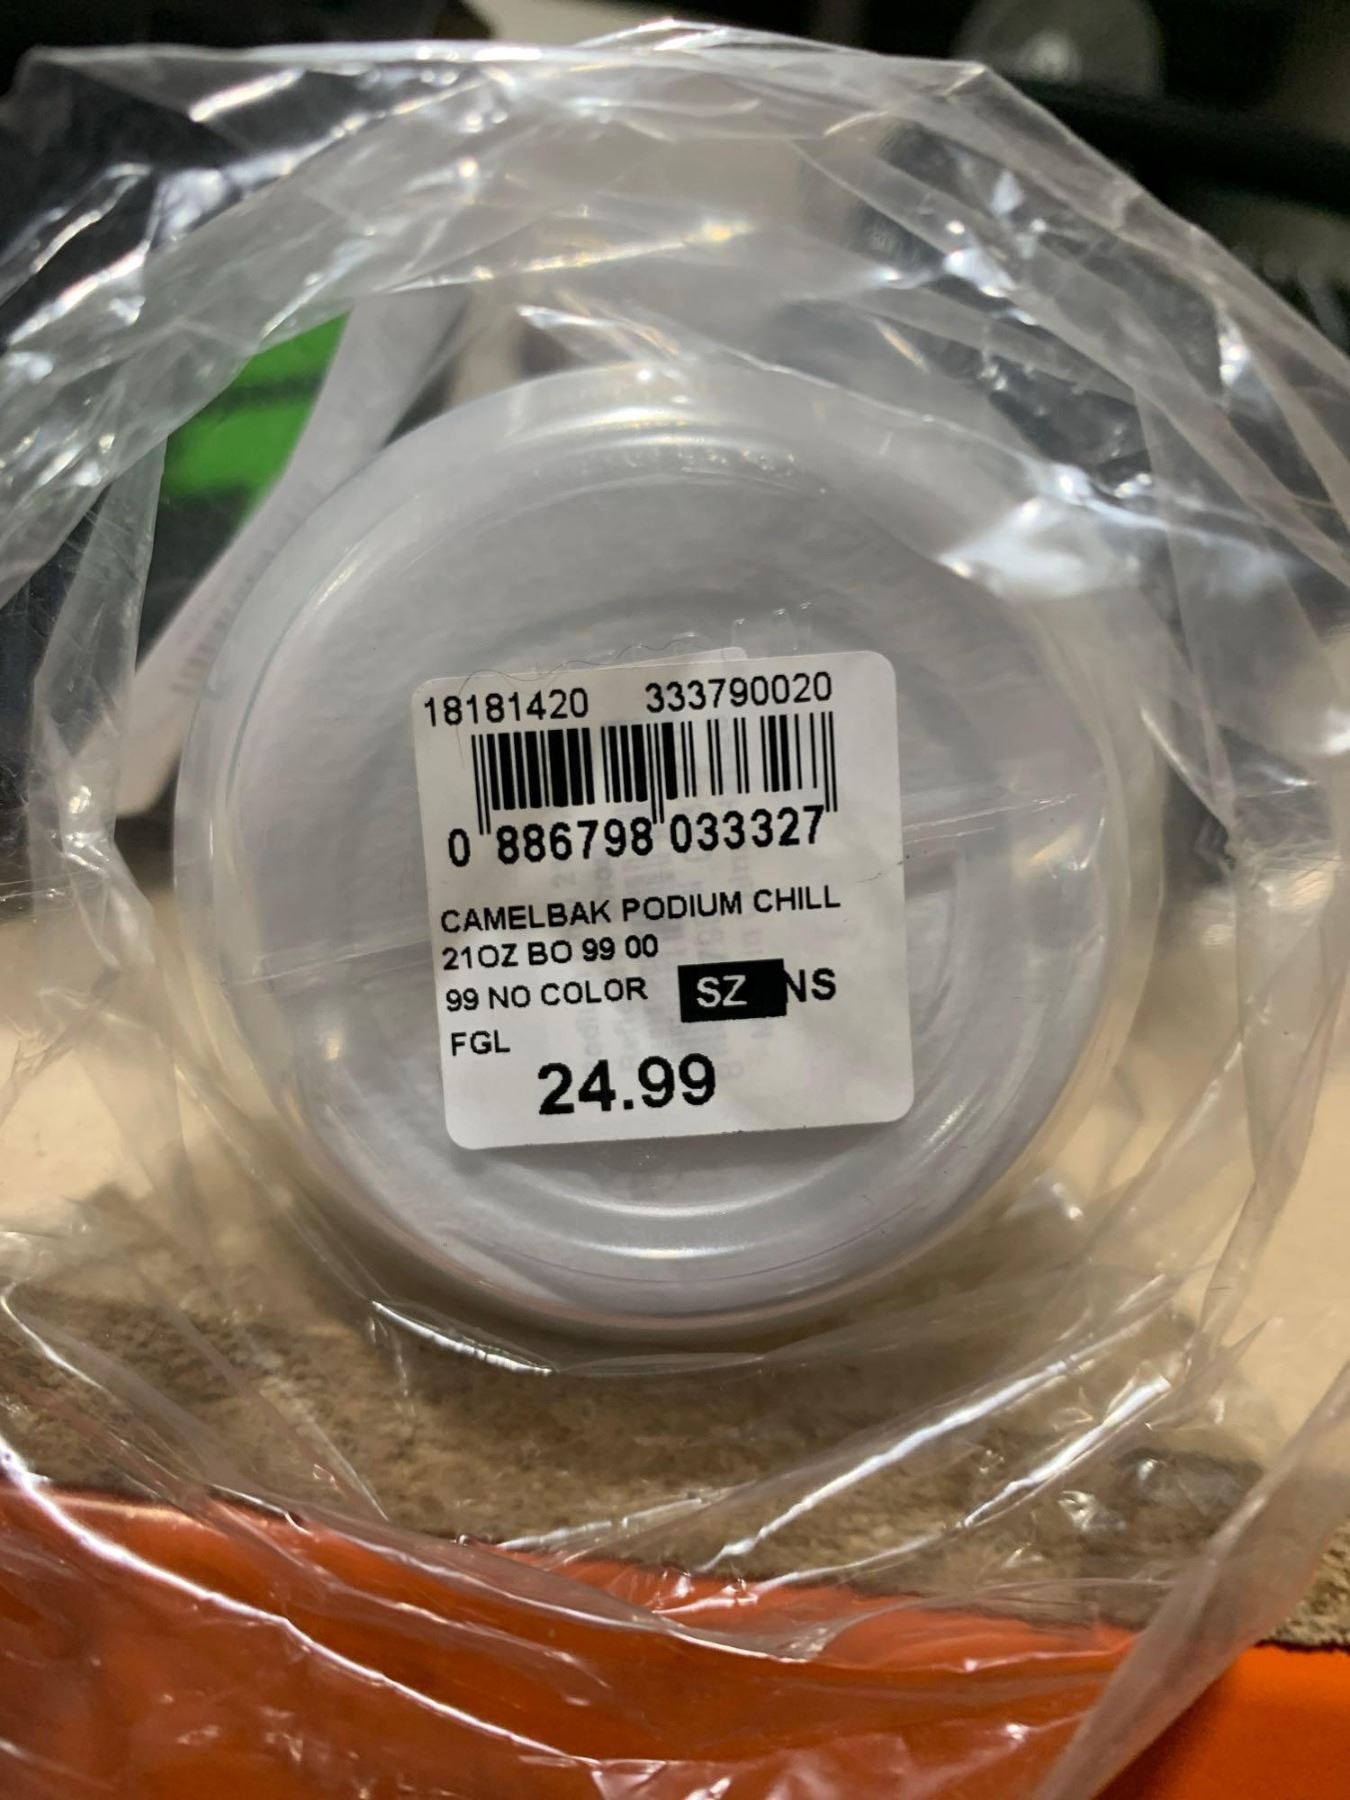 18181420 333790020
0 886798 033327
CAMELBAK PODIUM CHILL
21OZ BO 99 00
99 NO COLOR SZ NS
FGL
24.99